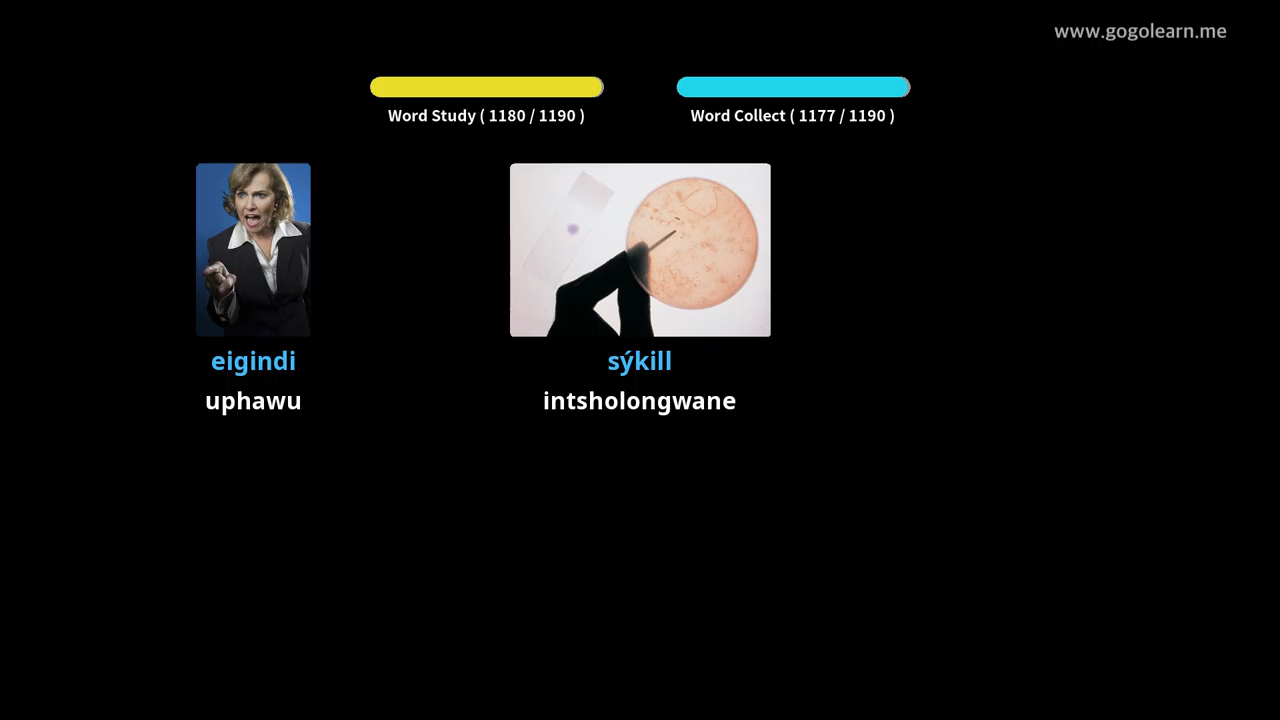 www.gogolearn.me
Word Study ( 1180 / 1190 )
Word Collect ( 1177 / 1190 )
eigindi
uphawu
sýkill
intsholongwane